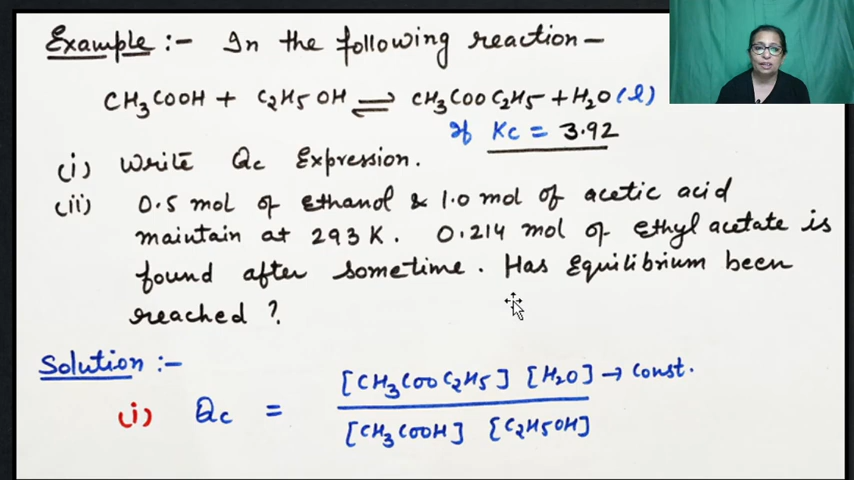 Example :- In the following reaction -
CH3COOH + C2H5OH ⇌ CH3COOC2H5 + H2O (l)
If Kc = 3.92
(i) Write Qc Expression.
(ii) 0.5 mol of Ethanol & 1.0 mol of acetic acid
maintain at 293 K. 0.214 mol of Ethyl acetate is
found after sometime. Has Equilibrium been
reached ?
Solution :-
(i) Qc = [CH3COOC2H5] [H2O] → Const.
[CH3COOH] [C2H5OH]